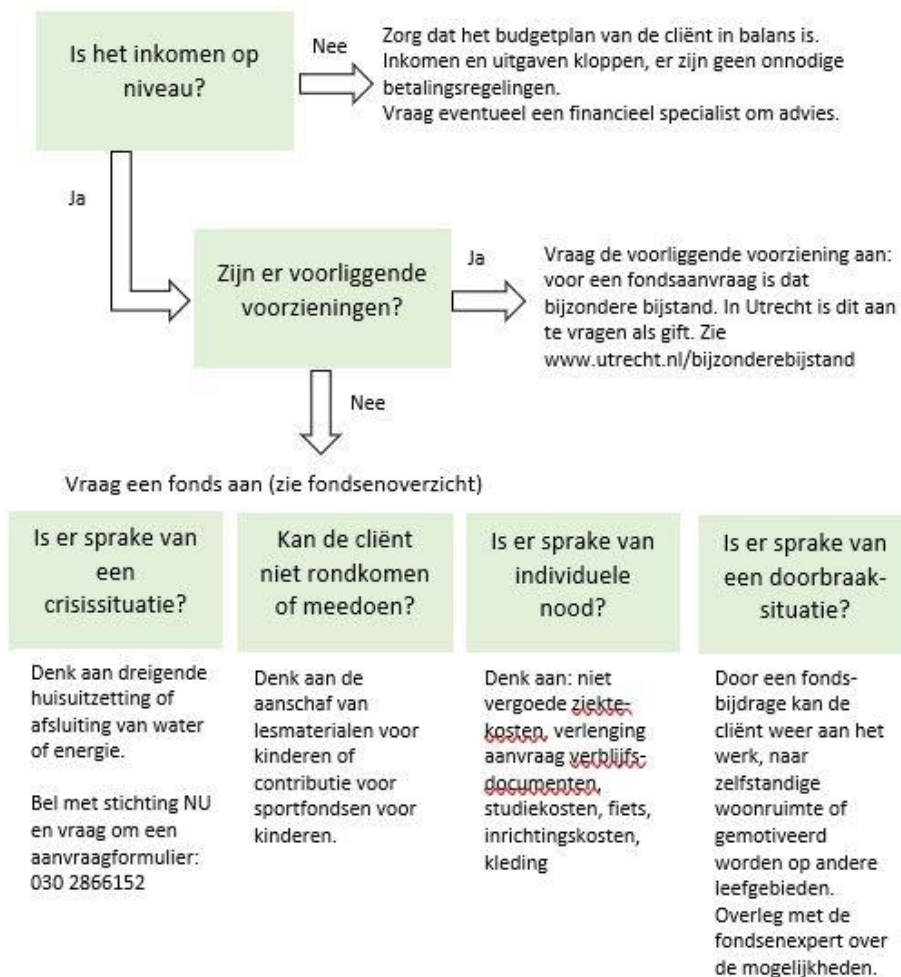 Is het inkomen op
niveau?
Nee
Zorg dat het budgetplan van de cliënt in balans is.
Inkomen en uitgaven kloppen, er zijn geen onnodige
betalingsregelingen.
Vraag eventueel een financieel specialist om advies.
Ja
Zijn er voorliggende
voorzieningen?
Ja
Vraag de voorliggende voorziening aan:
voor een fondsaanvraag is dat
bijzondere bijstand. In Utrecht is dit aan
te vragen als gift. Zie
www.utrecht.nl/bijzonderebijstand
Nee
Vraag een fonds aan (zie fondsenoverzicht)
Is er sprake van
een
crisissituatie?
Denk aan dreigende
huisuitzetting of
afsluiting van water
of energie.
Bel met stichting NU
en vraag om een
aanvraagformulier:
030 2866152
Kan de cliënt
niet rondkomen
of meedoen?
Denk aan de
aanschaf van
lesmaterialen voor
kinderen of
contributie voor
sportfondsen voor
kinderen.
Is er sprake van
individuele
nood?
Denk aan: niet
vergoede ziekte-
kosten, verlenging
aanvraag verblijfs-
documenten,
studiekosten, fiets,
inrichtingskosten,
kleding
Is er sprake van
een doorbraak-
situatie?
Door een fonds-
bijdrage kan de
cliënt weer aan het
werk, naar
zelfstandige
woonruimte of
gemotiveerd
worden op andere
leefgebieden.
Overleg met de
fondsenexpert over
de mogelijkheden.